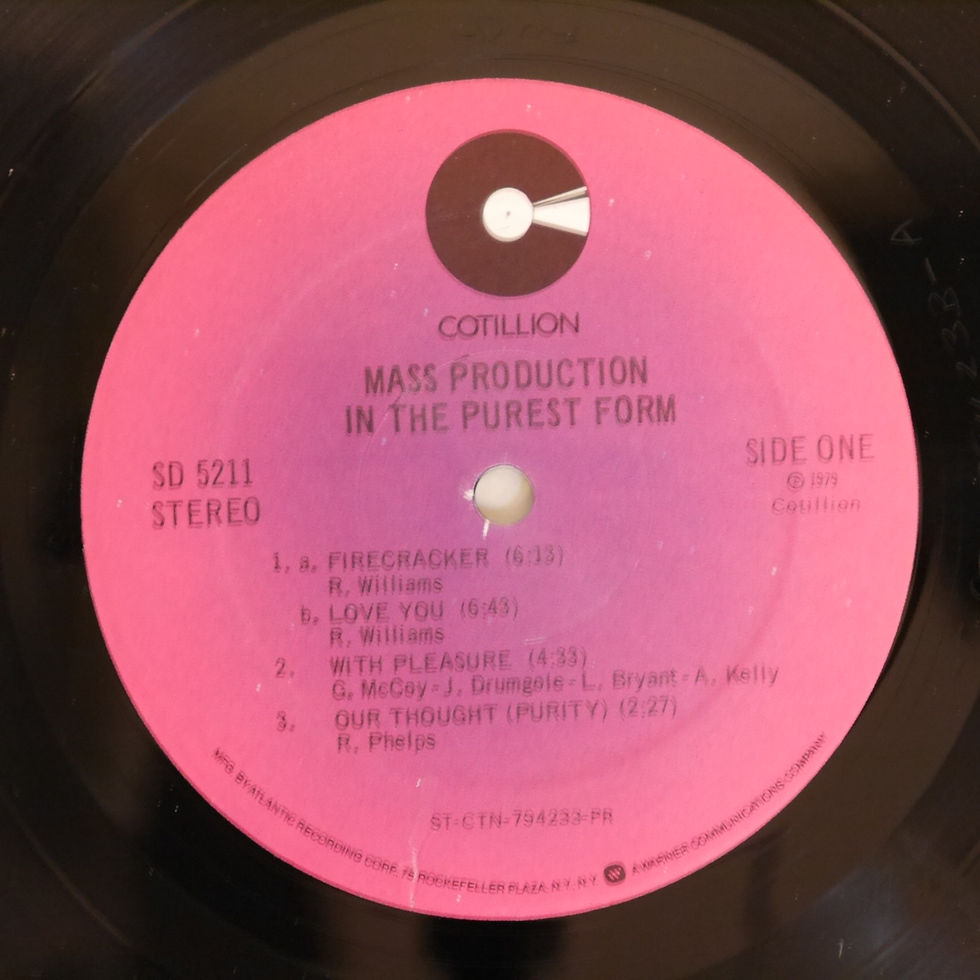 COTILLION
MASS PRODUCTION
IN THE PUREST FORM
SD 5211
STEREO
SIDE ONE
℗ 1979
Cotillion
1. a. FIRECRACKER (6:13)
R. Williams
b. LOVE YOU (6:43)
R. Williams
2. WITH PLEASURE (4:33)
G. McCoy-J. Drumgole-L. Bryant-A. Kelly
3. OUR THOUGHT (PURITY) (2:27)
R. Phelps
ST-CTN-794233-PR
MFG. BY ATLANTIC RECORDING CORP., 75 ROCKEFELLER PLAZA, N.Y. N.Y. A WARNER COMMUNICATIONS COMPANY